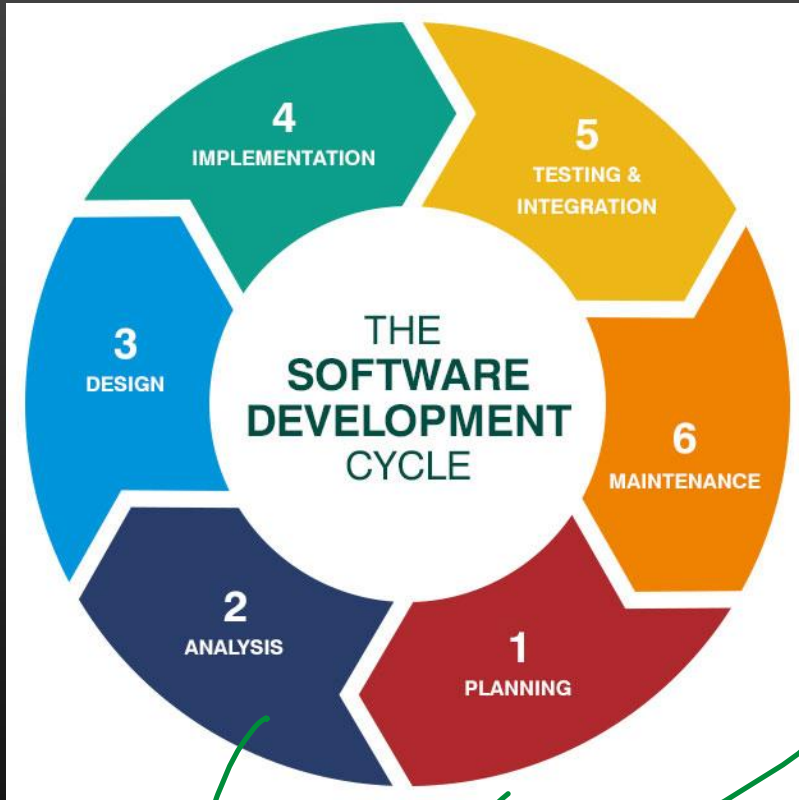 THE
SOFTWARE
DEVELOPMENT
CYCLE
1
PLANNING
2
ANALYSIS
3
DESIGN
4
IMPLEMENTATION
5
TESTING &
INTEGRATION
6
MAINTENANCE